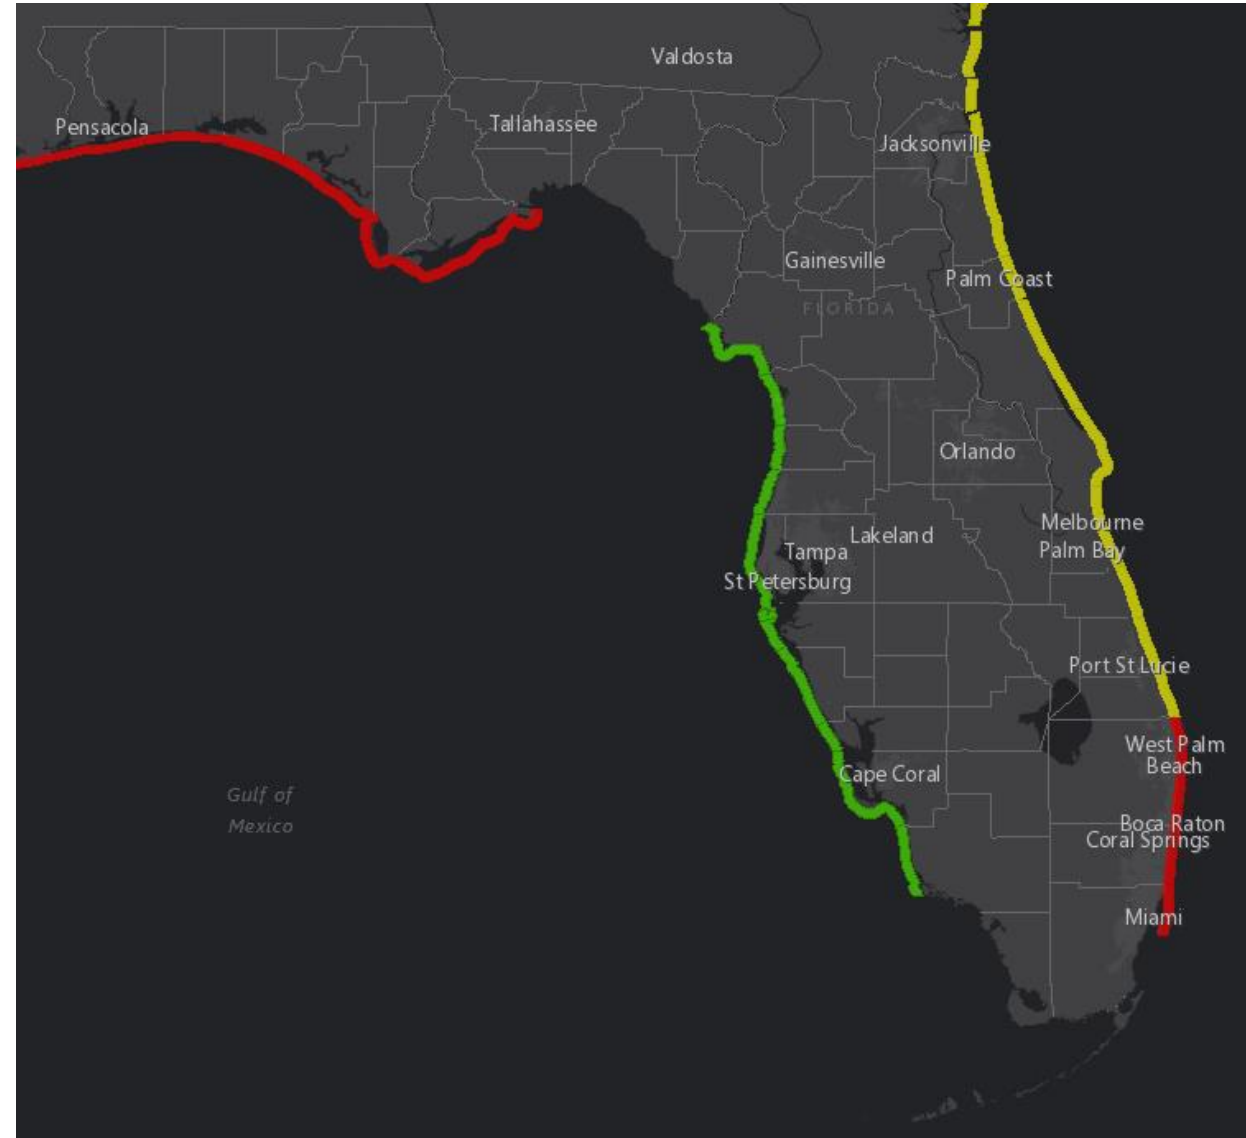 Valdosta
Pensacola
Tallahassee
Jacksonville
Gainesville
Palm Coast
FLORIDA
Orlando
Melbourne
Lakeland
Tampa
Palm Bay
St Petersburg
Port St Lucie
West Palm
Beach
Cape Coral
Gulf of
Mexico
Boca Raton
Coral Springs
Miami